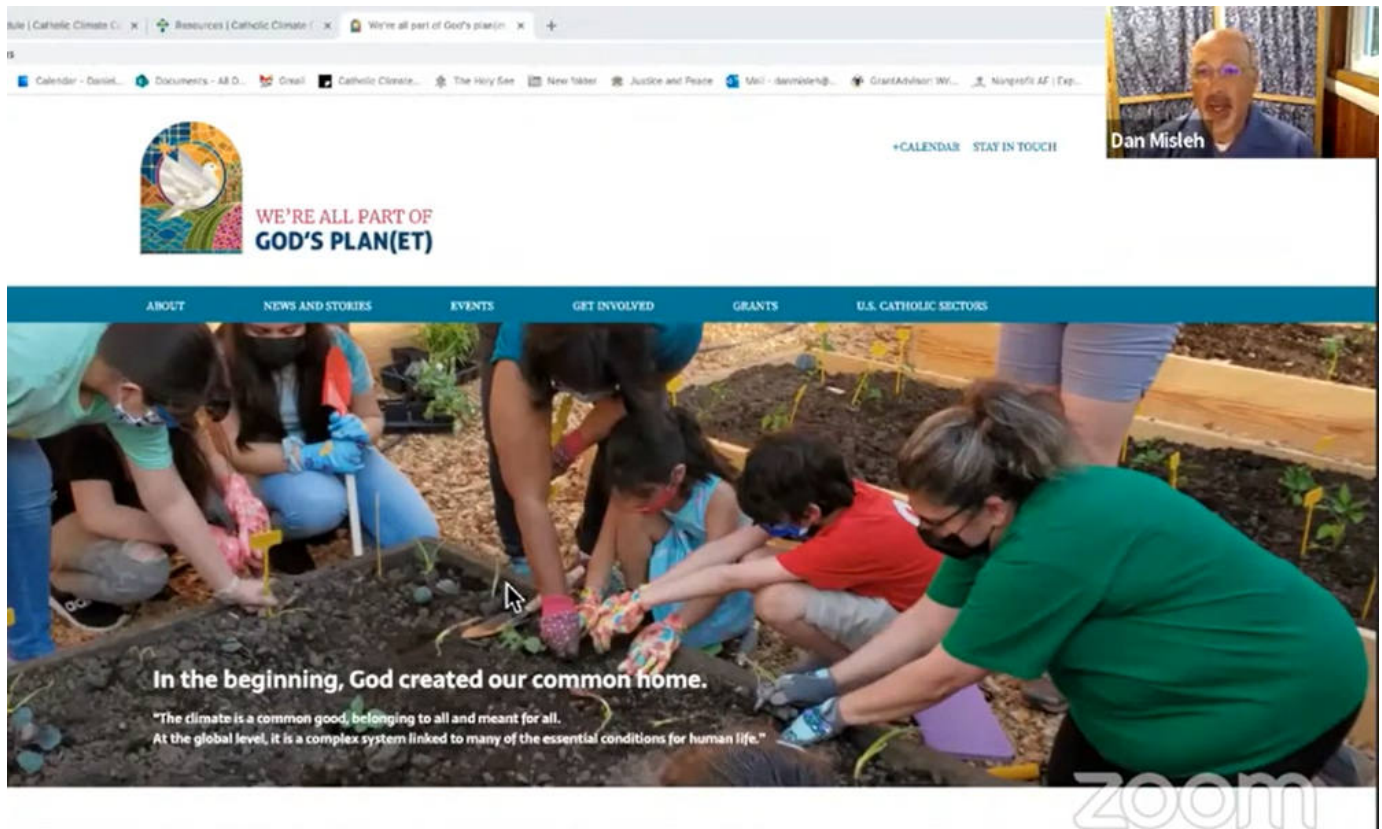 Catholic Climate
Resources | Catholic Climate
We're all part of God's plan(e
Calendar - Daniel...
Documents - All D...
Gmail
Catholic Climate...
The Holy See
New folder
Justice and Peace
Mail -
GrantAdvisor: Wri...
Nonprofit AF | Exp...
Dan Misleh
+CALENDAR STAY IN TOUCH
WE'RE ALL PART OF
GOD'S PLAN(ET)
ABOUT NEWS AND STORIES EVENTS GET INVOLVED GRANTS U.S. CATHOLIC SECTORS
In the beginning, God created our common home.
"The climate is a common good, belonging to all and meant for all.
At the global level, it is a complex system linked to many of the essential conditions for human life."
zoom